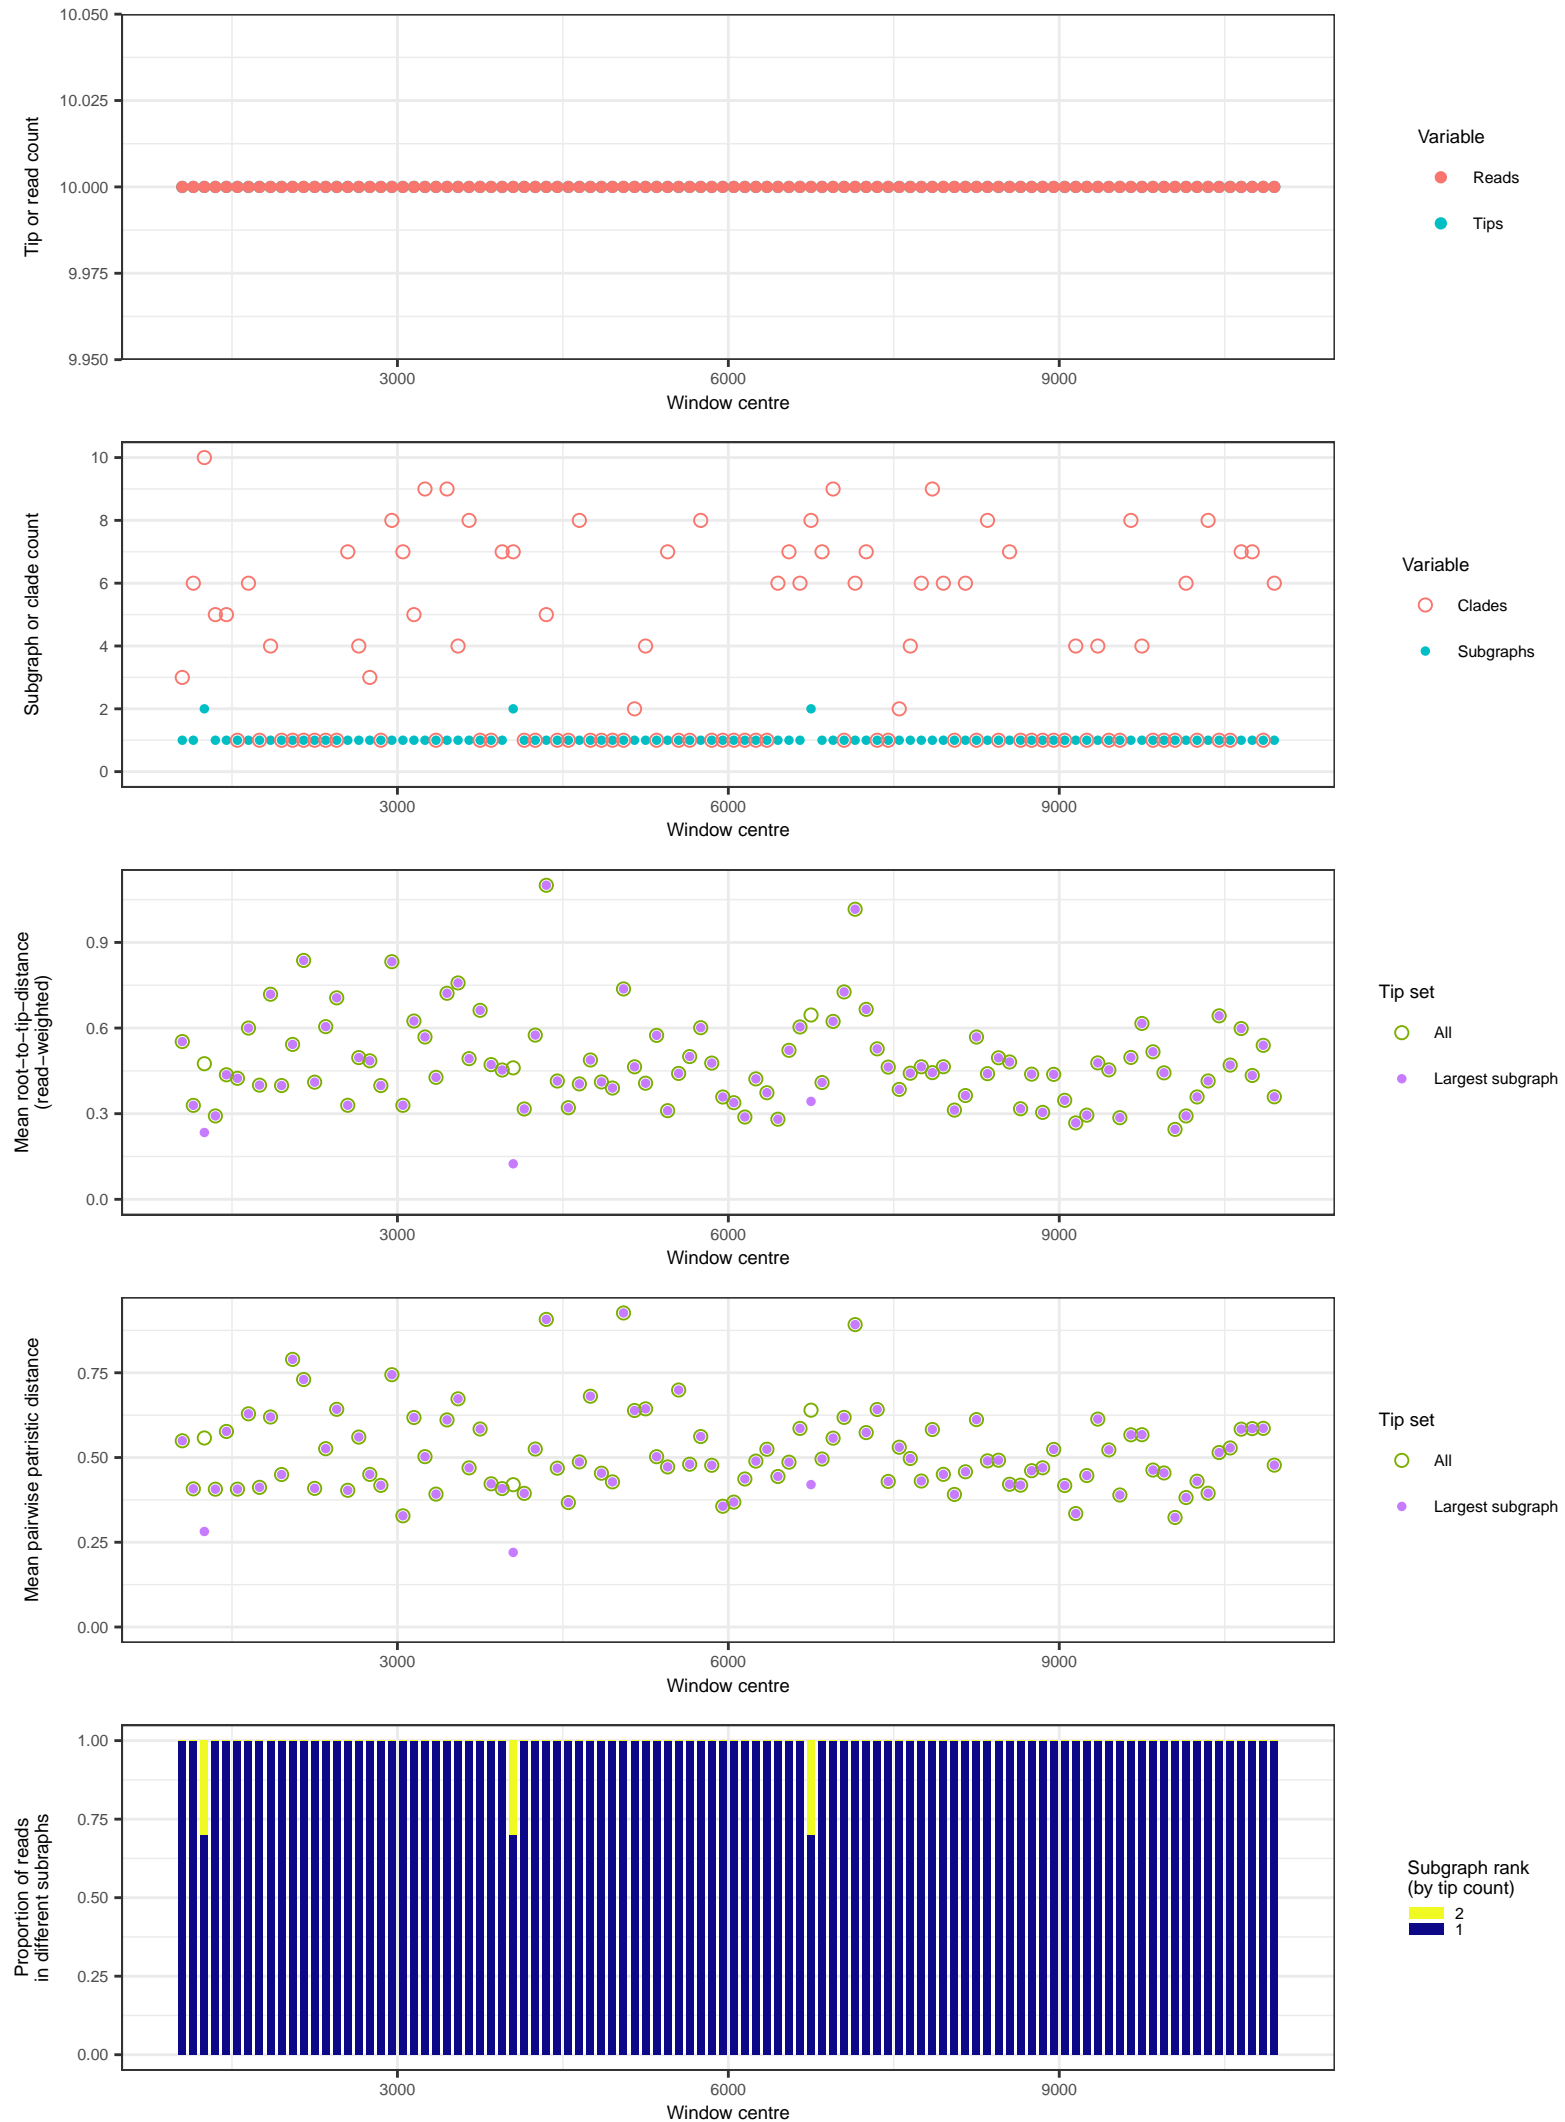 10.050
10.025
10.000
9.975
9.950
Tip or read count
3000
6000
9000
Window centre
Variable
Reads
Tips
10
8
6
4
2
0
Subgraph or clade count
3000
6000
9000
Window centre
Variable
Clades
Subgraphs
0.9
0.6
0.3
0.0
Mean root−to−tip−distance
(read−weighted)
3000
6000
9000
Window centre
Tip set
All
Largest subgraph
0.75
0.50
0.25
0.00
Mean pairwise patristic distance
3000
6000
9000
Window centre
Tip set
All
Largest subgraph
1.00
0.75
0.50
0.25
0.00
Proportion of reads
in different subraphs
3000
6000
9000
Window centre
Subgraph rank
(by tip count)
2
1